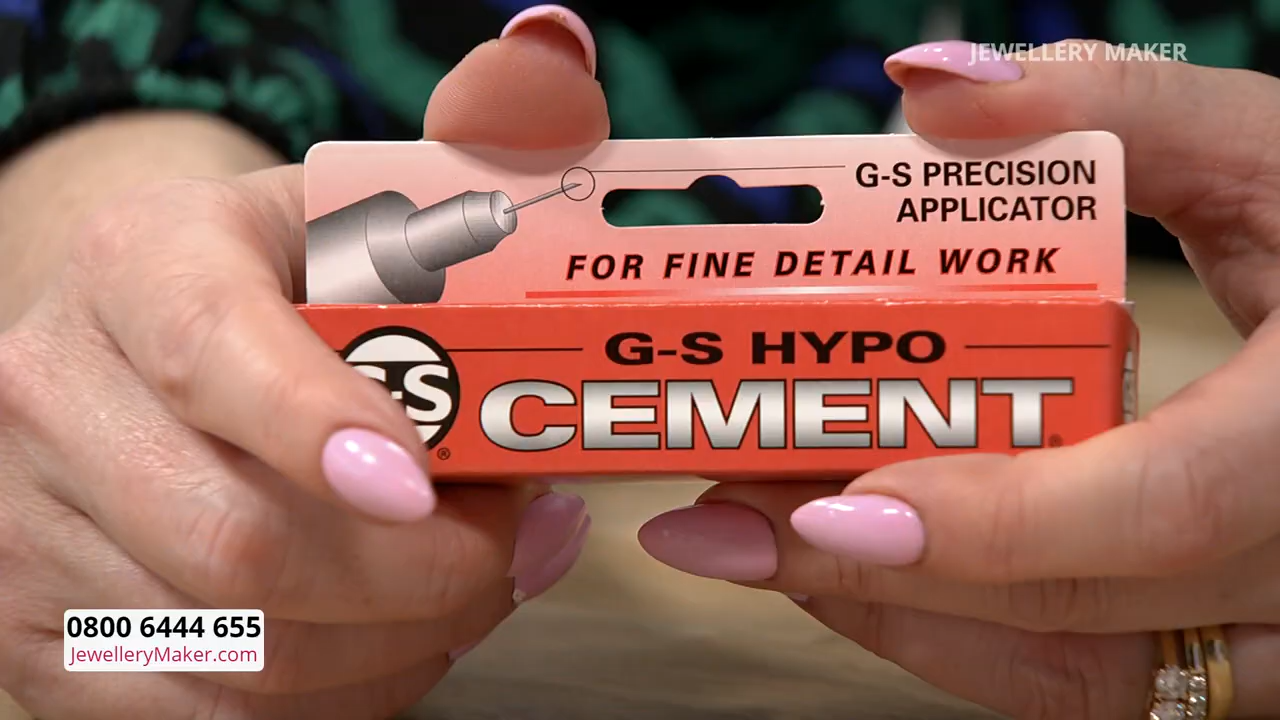 JEWELLERY MAKER
G-S PRECISION
APPLICATOR
FOR FINE DETAIL WORK
G-S HYPO
G-S
CEMENT®
®
0800 6444 655
JewelleryMaker.com